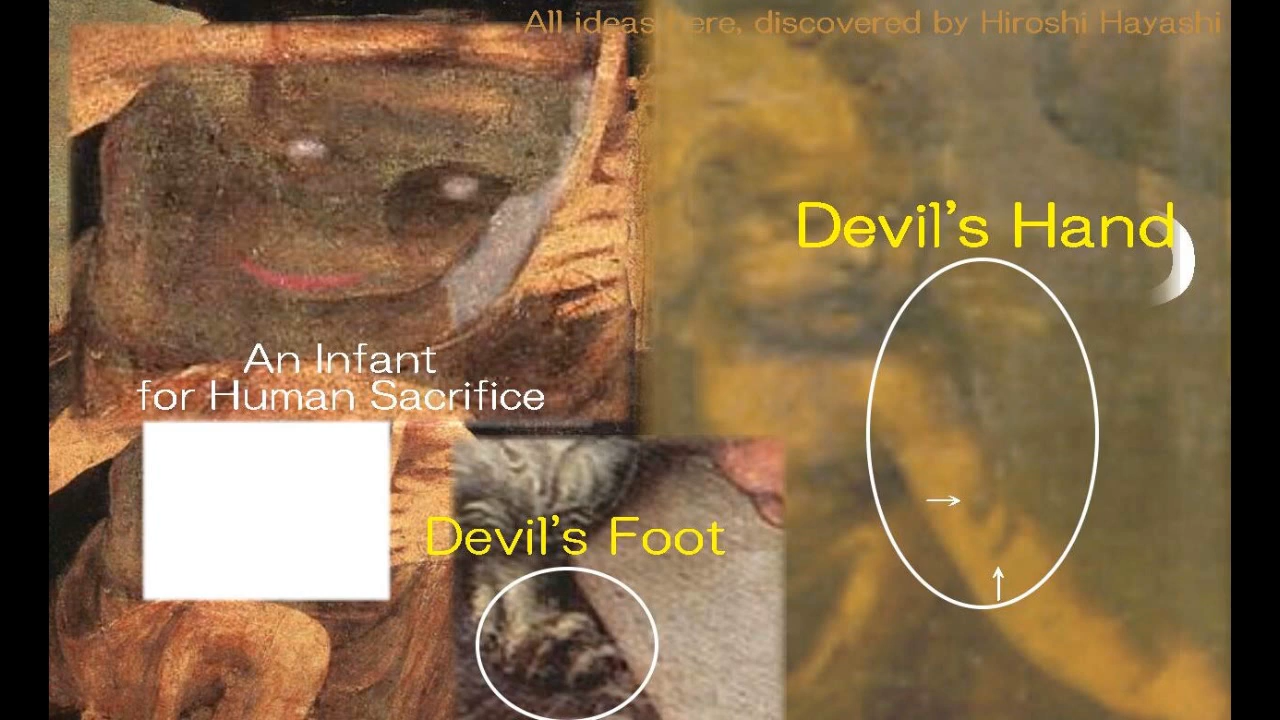 All ideas here, discovered by Hiroshi Hayashi
Devil's Hand
An Infant
for Human Sacrifice
Devil's Foot